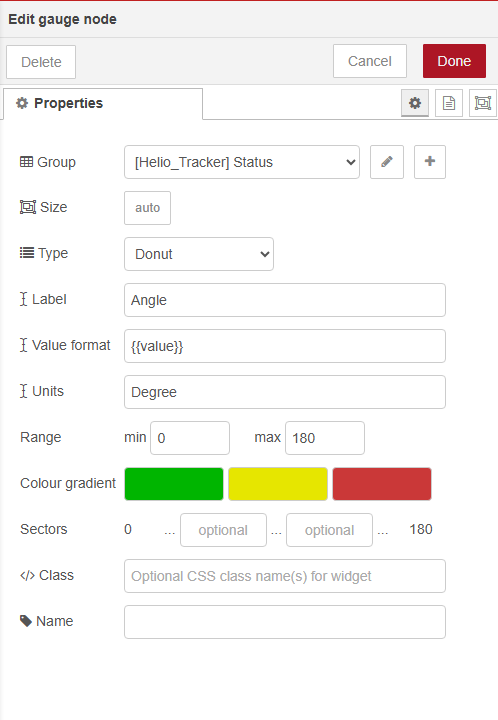 Edit gauge node
Delete Cancel Done
Properties
Group [Helio_Tracker] Status
Size auto
Type Donut
Label Angle
Value format {{value}}
Units Degree
Range min 0 max 180
Colour gradient
Sectors 0 ... optional ... optional ... 180
</> Class Optional CSS class name(s) for widget
Name